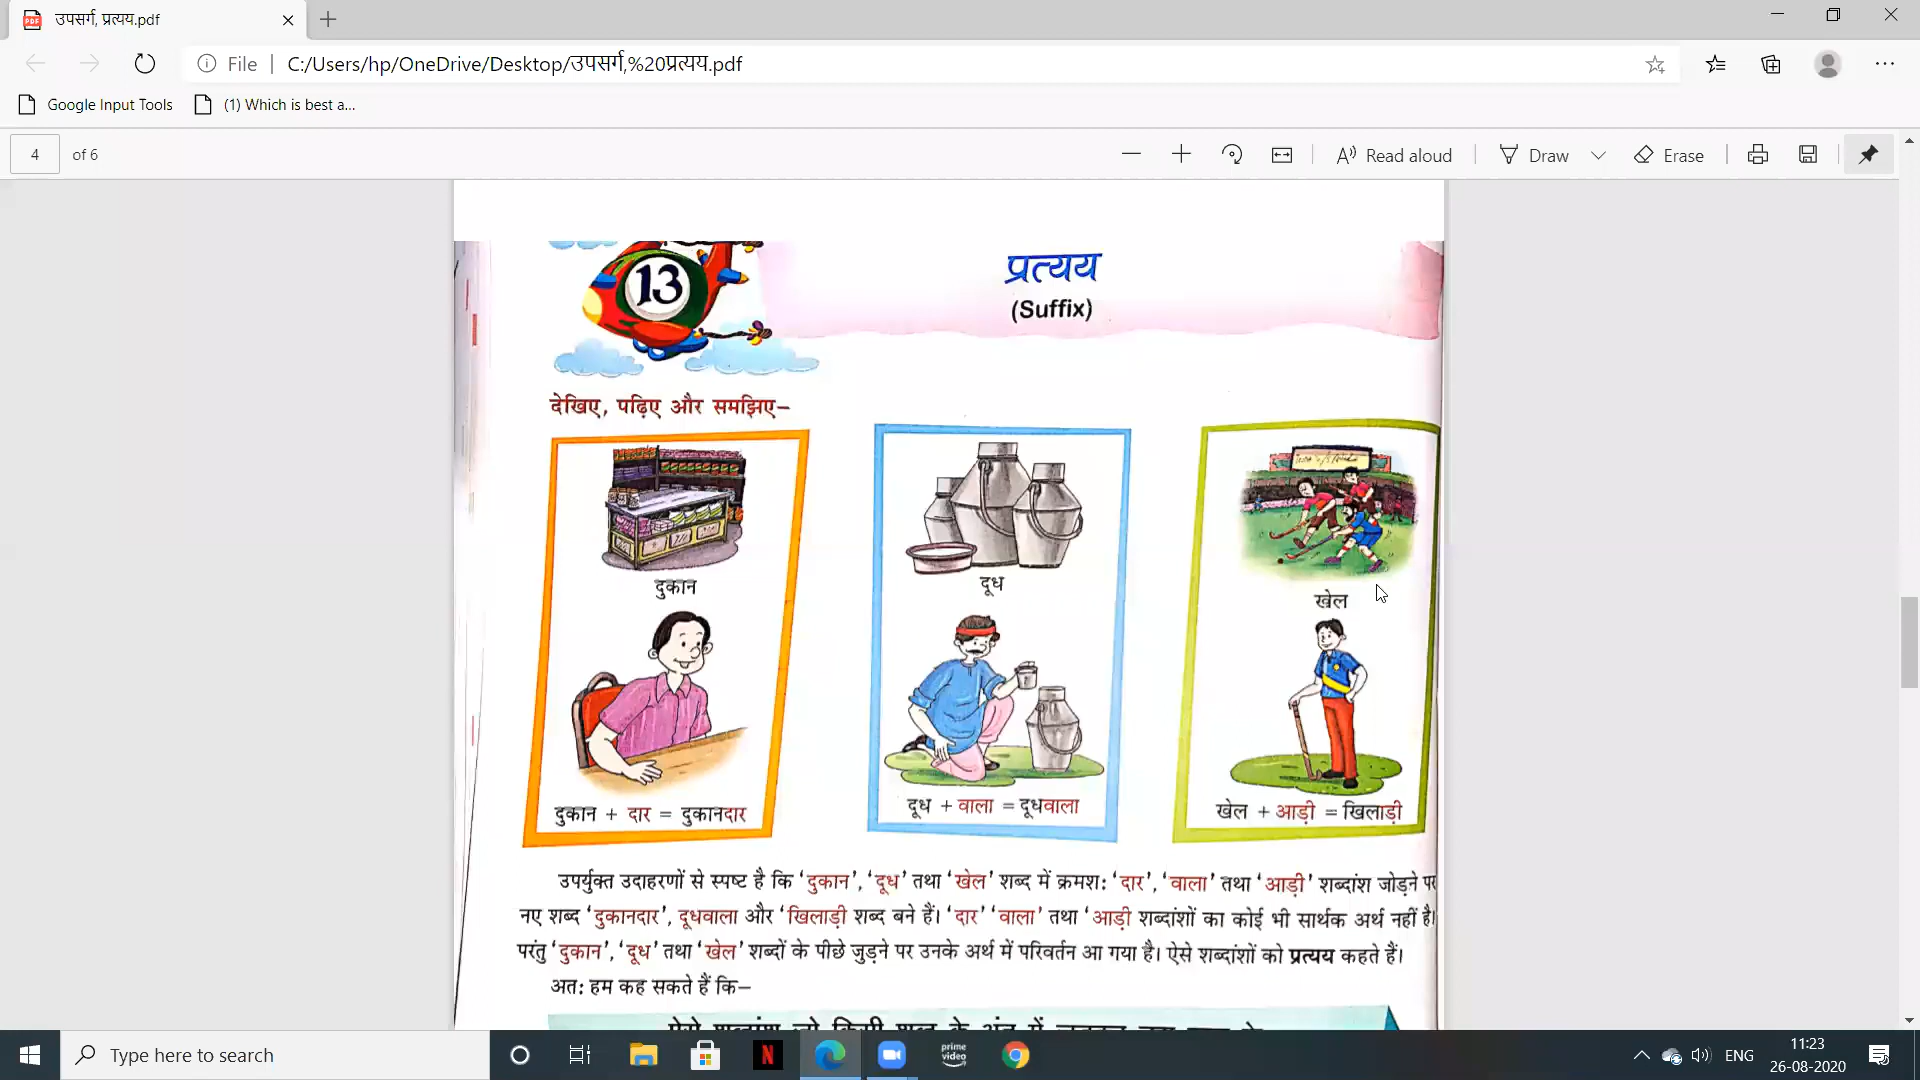 उपसर्ग, प्रत्यय.pdf
File
C:/Users/hp/OneDrive/Desktop/उपसर्ग,%20प्रत्यय.pdf
Google Input Tools
(1) Which is best a...
4 of 6
Read aloud
Draw
Erase
13
प्रत्यय
(Suffix)
देखिए, पढ़िए और समझिए–
दुकान
दूध
खेल
दुकान + दार = दुकानदार
दूध + वाला = दूधवाला
खेल + आड़ी = खिलाड़ी
उपर्युक्त उदाहरणों से स्पष्ट है कि ‘दुकान’, ‘दूध’ तथा ‘खेल’ शब्द में क्रमशः ‘दार’, ‘वाला’ तथा ‘आड़ी’ शब्दांश जोड़ने पर
नए शब्द ‘दुकानदार’, दूधवाला और ‘खिलाड़ी शब्द बने हैं। ‘दार’ ‘वाला’ तथा ‘आड़ी शब्दांशों का कोई भी सार्थक अर्थ नहीं है।
परंतु ‘दुकान’, ‘दूध’ तथा ‘खेल’ शब्दों के पीछे जुड़ने पर उनके अर्थ में परिवर्तन आ गया है। ऐसे शब्दांशों को प्रत्यय कहते हैं।
अतः हम कह सकते हैं कि–
Type here to search
prime video
ENG
11:23
26-08-2020